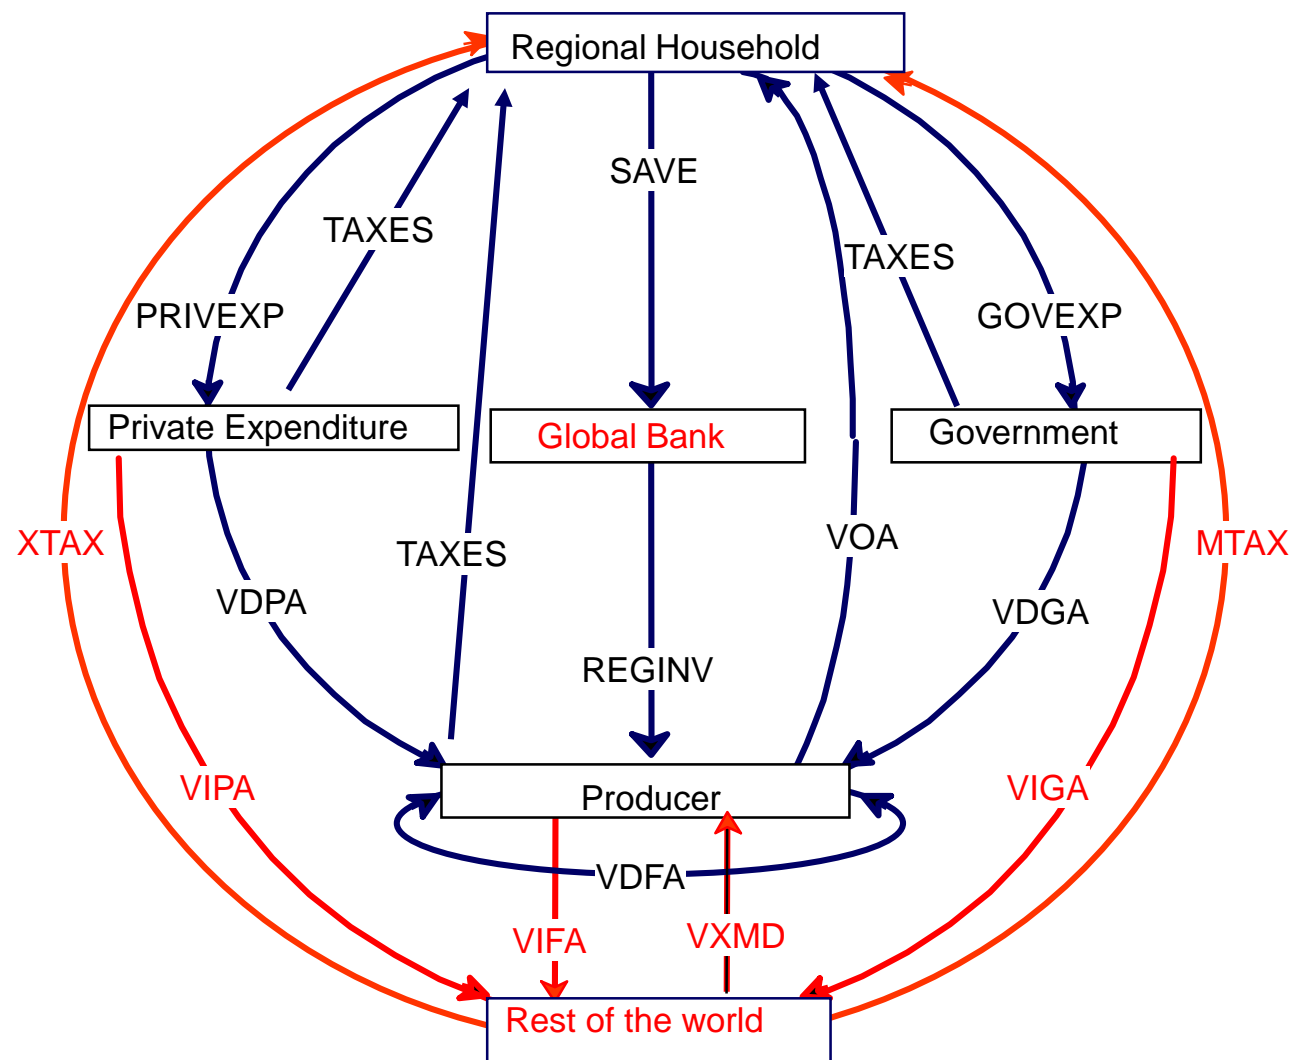 Regional Household
SAVE
TAXES
TAXES
PRIVEXP
GOVEXP
Private Expenditure
Global Bank
Government
XTAX
TAXES
VOA
MTAX
VDPA
VDGA
REGINV
VIPA
Producer
VIGA
VDFA
VIFA
VXMD
Rest of the world